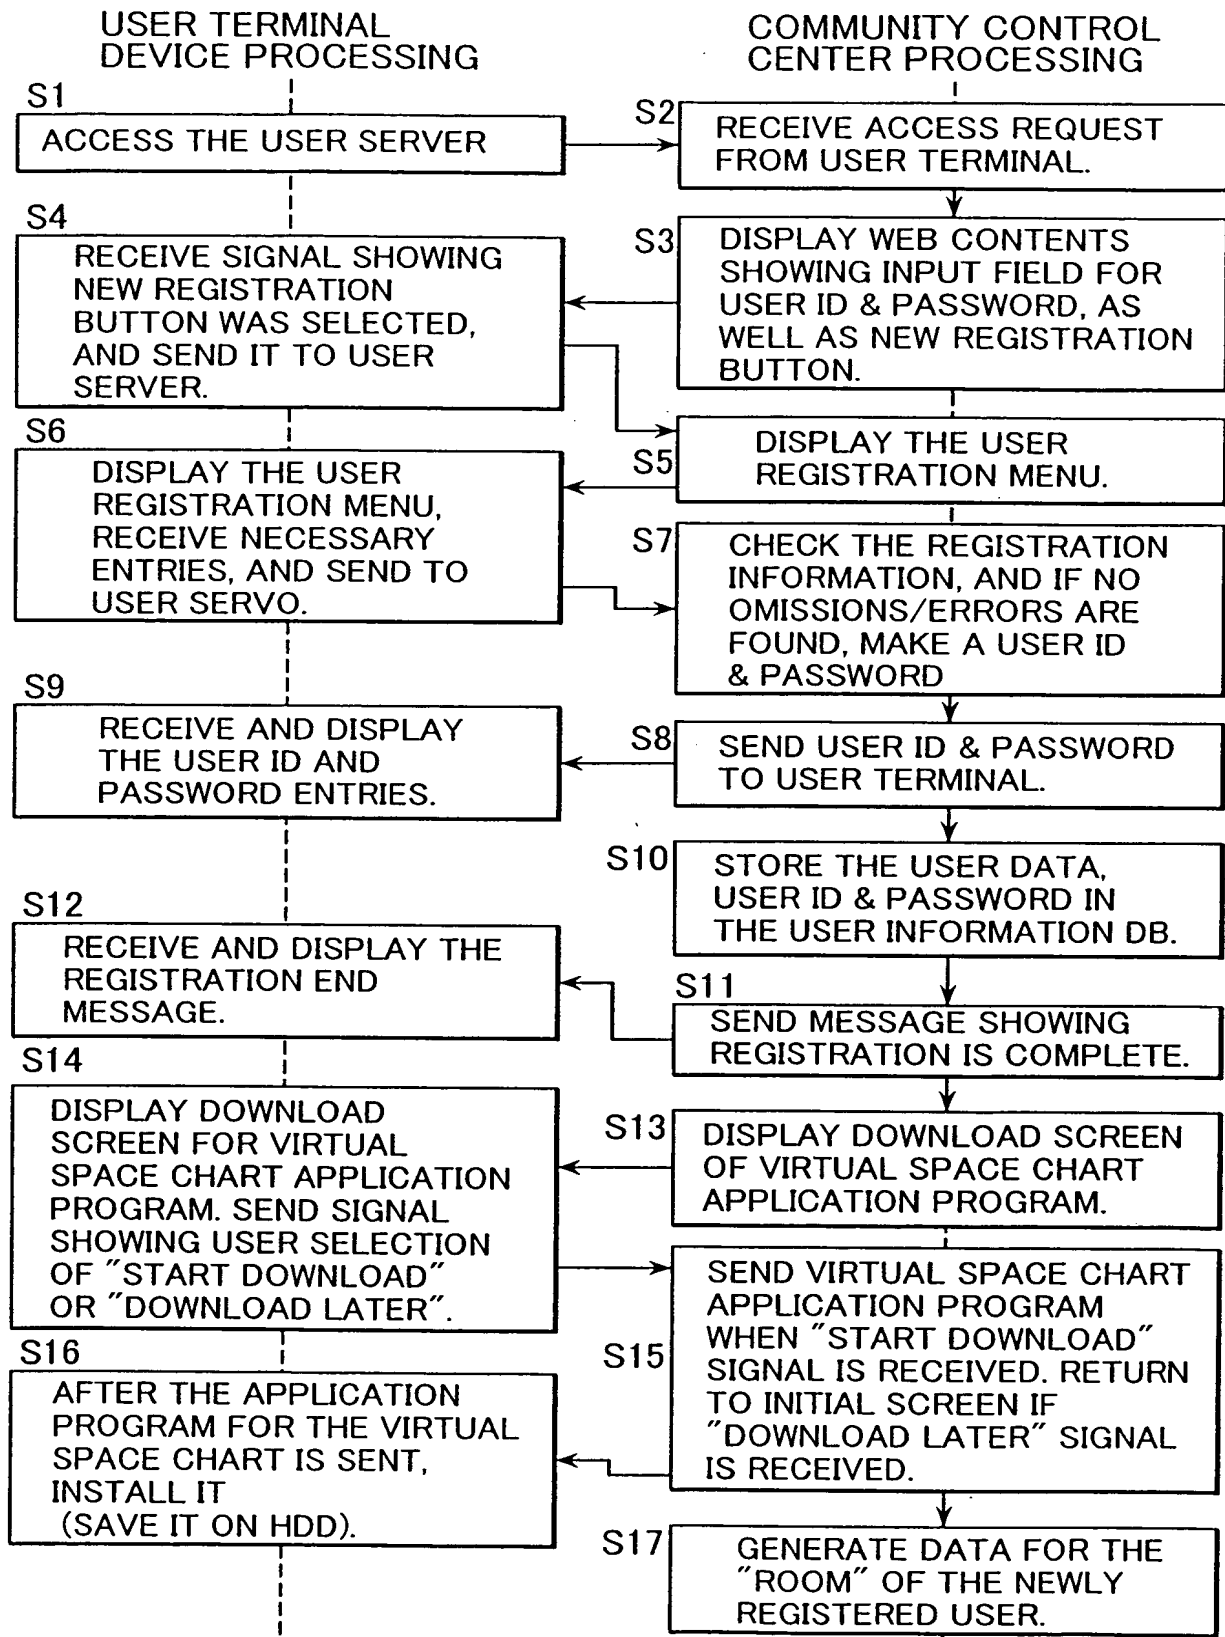 USER TERMINAL
DEVICE PROCESSING
COMMUNITY CONTROL
CENTER PROCESSING
S1
ACCESS THE USER SERVER
S2
RECEIVE ACCESS REQUEST
FROM USER TERMINAL.
S3
DISPLAY WEB CONTENTS
SHOWING INPUT FIELD FOR
USER ID & PASSWORD, AS
WELL AS NEW REGISTRATION
BUTTON.
S4
RECEIVE SIGNAL SHOWING
NEW REGISTRATION
BUTTON WAS SELECTED,
AND SEND IT TO USER
SERVER.
S5
DISPLAY THE USER
REGISTRATION MENU.
S6
DISPLAY THE USER
REGISTRATION MENU,
RECEIVE NECESSARY
ENTRIES, AND SEND TO
USER SERVO.
S7
CHECK THE REGISTRATION
INFORMATION, AND IF NO
OMISSIONS/ERRORS ARE
FOUND, MAKE A USER ID
& PASSWORD
S8
SEND USER ID & PASSWORD
TO USER TERMINAL.
S9
RECEIVE AND DISPLAY
THE USER ID AND
PASSWORD ENTRIES.
S10
STORE THE USER DATA,
USER ID & PASSWORD IN
THE USER INFORMATION DB.
S11
SEND MESSAGE SHOWING
REGISTRATION IS COMPLETE.
S12
RECEIVE AND DISPLAY THE
REGISTRATION END
MESSAGE.
S13
DISPLAY DOWNLOAD SCREEN
OF VIRTUAL SPACE CHART
APPLICATION PROGRAM.
S14
DISPLAY DOWNLOAD
SCREEN FOR VIRTUAL
SPACE CHART APPLICATION
PROGRAM. SEND SIGNAL
SHOWING USER SELECTION
OF "START DOWNLOAD"
OR "DOWNLOAD LATER".
S15
SEND VIRTUAL SPACE CHART
APPLICATION PROGRAM
WHEN "START DOWNLOAD"
SIGNAL IS RECEIVED. RETURN
TO INITIAL SCREEN IF
"DOWNLOAD LATER" SIGNAL
IS RECEIVED.
S16
AFTER THE APPLICATION
PROGRAM FOR THE VIRTUAL
SPACE CHART IS SENT,
INSTALL IT
(SAVE IT ON HDD).
S17
GENERATE DATA FOR THE
"ROOM" OF THE NEWLY
REGISTERED USER.